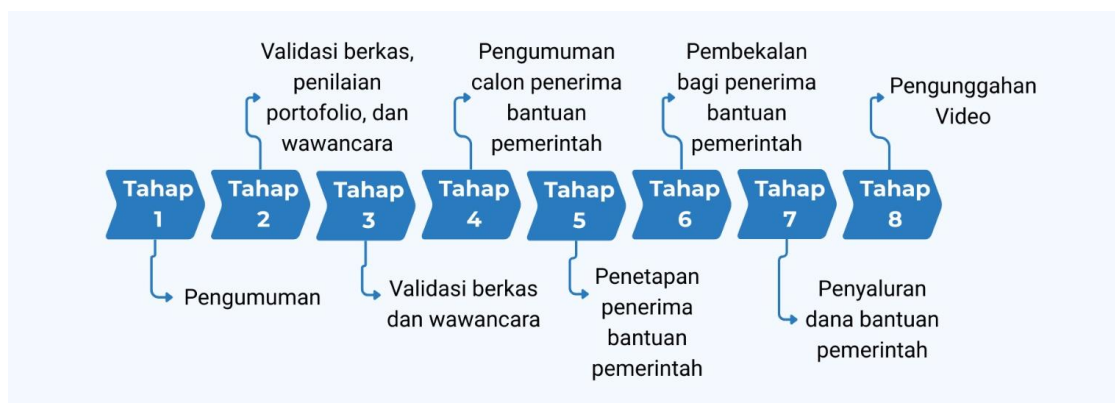 Validasi berkas,
penilaian
portofolio, dan
wawancara
Pengumuman
calon penerima
bantuan
pemerintah
Pembekalan
bagi penerima
bantuan
pemerintah
Pengunggahan
Video
Tahap
1
Tahap
2
Tahap
3
Tahap
4
Tahap
5
Tahap
6
Tahap
7
Tahap
8
Pengumuman
Validasi berkas
dan wawancara
Penetapan
penerima
bantuan
pemerintah
Penyaluran
dana bantuan
pemerintah